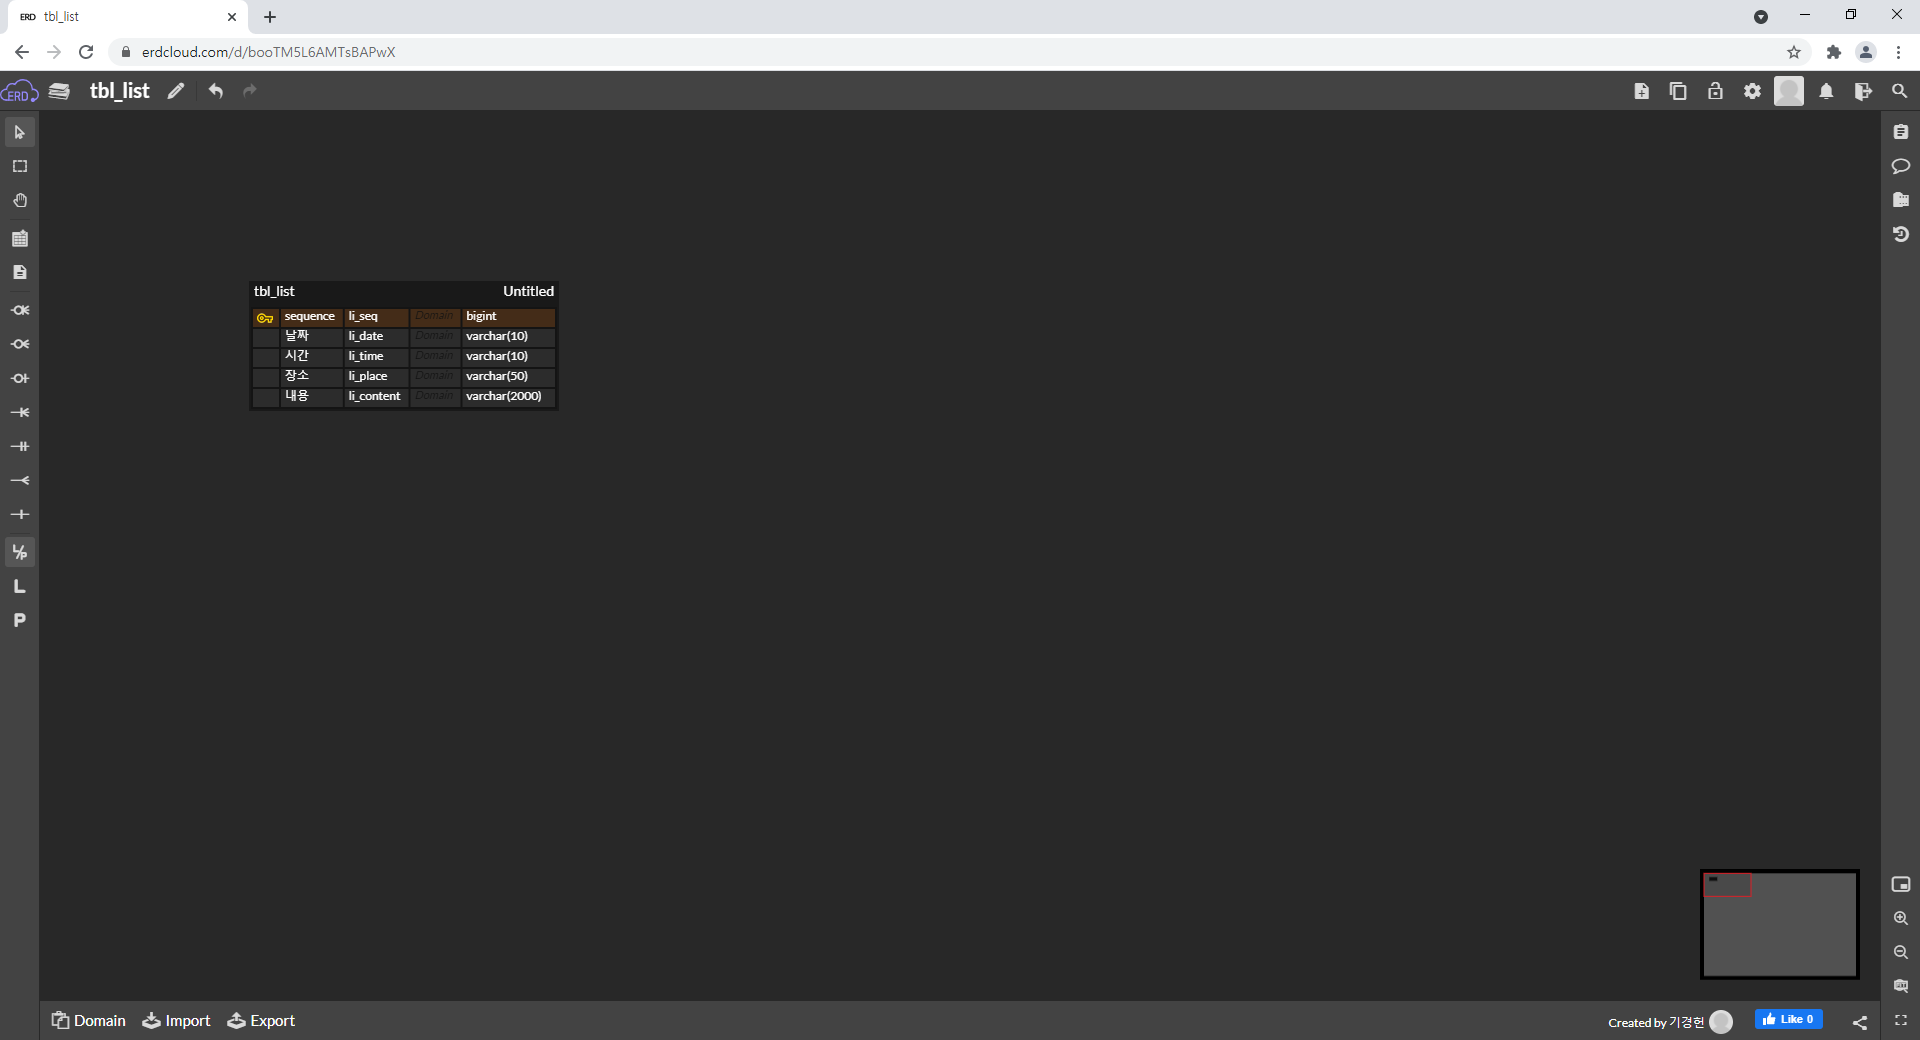 ERD tbl_list
erdcloud.com/d/booTM5L6AMTsBAPwX
ERD tbl_list
tbl_list Untitled
sequence li_seq Domain bigint
날짜 li_date Domain varchar(10)
시간 li_time Domain varchar(10)
장소 li_place Domain varchar(50)
내용 li_content Domain varchar(2000)
L/P
L
P
Domain Import Export
Created by 기경헌 Like 0